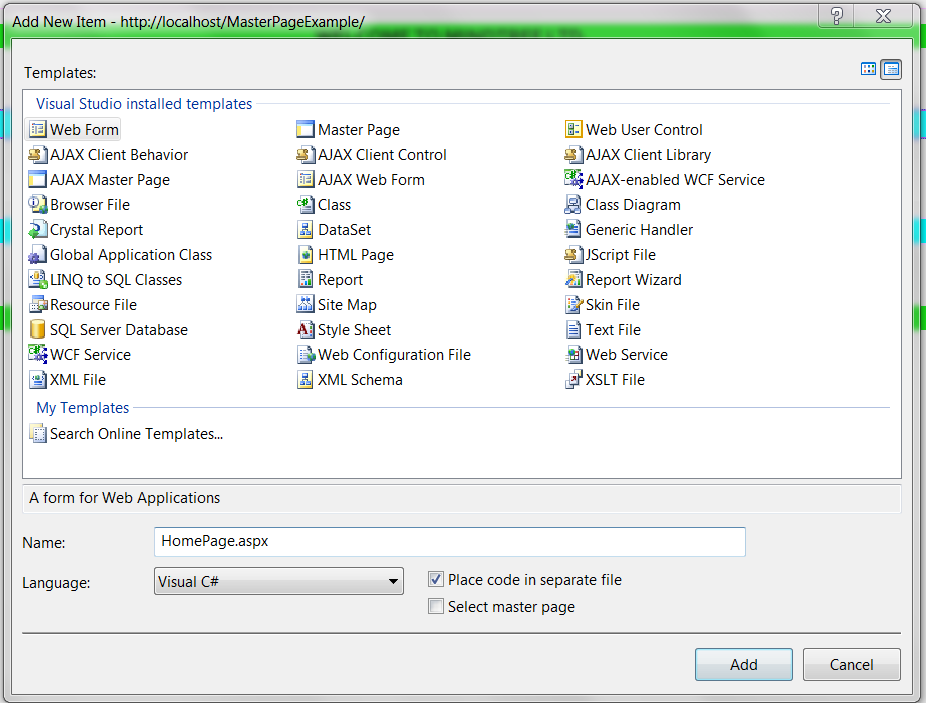 Add New Item - http://localhost/MasterPageExample/
Templates:
Visual Studio installed templates
Web Form Master Page Web User Control
AJAX Client Behavior AJAX Client Control AJAX Client Library
AJAX Master Page AJAX Web Form AJAX-enabled WCF Service
Browser File Class Class Diagram
Crystal Report DataSet Generic Handler
Global Application Class HTML Page JScript File
LINQ to SQL Classes Report Report Wizard
Resource File Site Map Skin File
SQL Server Database Style Sheet Text File
WCF Service Web Configuration File Web Service
XML File XML Schema XSLT File
My Templates
Search Online Templates...
A form for Web Applications
Name: HomePage.aspx
Language: Visual C# Place code in separate file
Select master page
Add Cancel